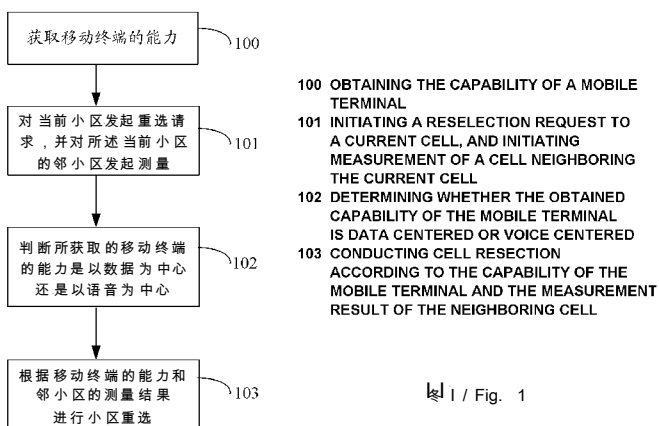 获取移动终端的能力
100
对当前小区发起重选请
求，并对所述当前小区
的邻小区发起测量
101
判断所获取的移动终端
的能力是以数据为中心
还是以语音为中心
102
根据移动终端的能力和
邻小区的测量结果
进行小区重选
103
100 OBTAINING THE CAPABILITY OF A MOBILE
TERMINAL
101 INITIATING A RESELECTION REQUEST TO
A CURRENT CELL, AND INITIATING
MEASUREMENT OF A CELL NEIGHBORING
THE CURRENT CELL
102 DETERMINING WHETHER THE OBTAINED
CAPABILITY OF THE MOBILE TERMINAL
IS DATA CENTERED OR VOICE CENTERED
103 CONDUCTING CELL RESECTION
ACCORDING TO THE CAPABILITY OF THE
MOBILE TERMINAL AND THE MEASUREMENT
RESULT OF THE NEIGHBORING CELL
I / Fig. 1